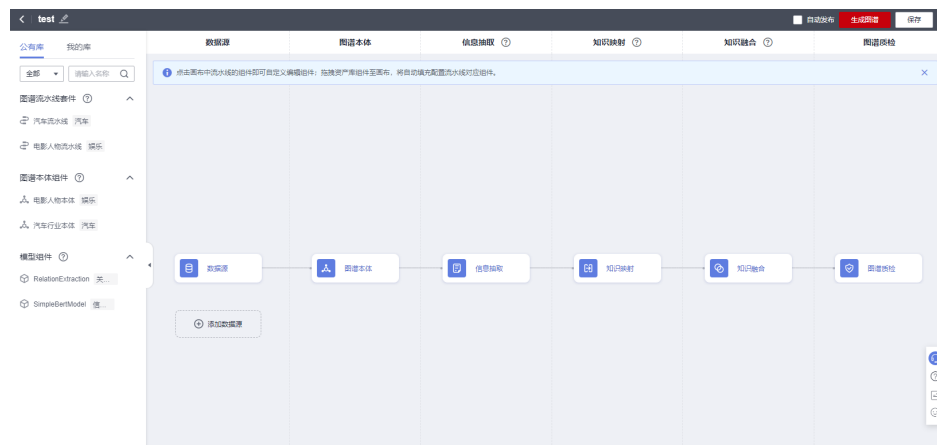 test
自动发布 生成图谱 保存
公有库 我的库
数据源 图谱本体 信息抽取 知识映射 知识融合 图谱质检
全部 请输入名称
点击画布中流水线的组件即可自定义编辑组件；拖拽资产库组件至画布，将自动填充配置流水线对应组件。
图谱流水线套件
汽车流水线 汽车
电影人物流水线 娱乐
图谱本体组件
电影人物本体 娱乐
汽车行业本体 汽车
模型组件
RelationExtraction 关...
SimpleBertModel 信...
数据源 图谱本体 信息抽取 知识映射 知识融合 图谱质检
添加数据源